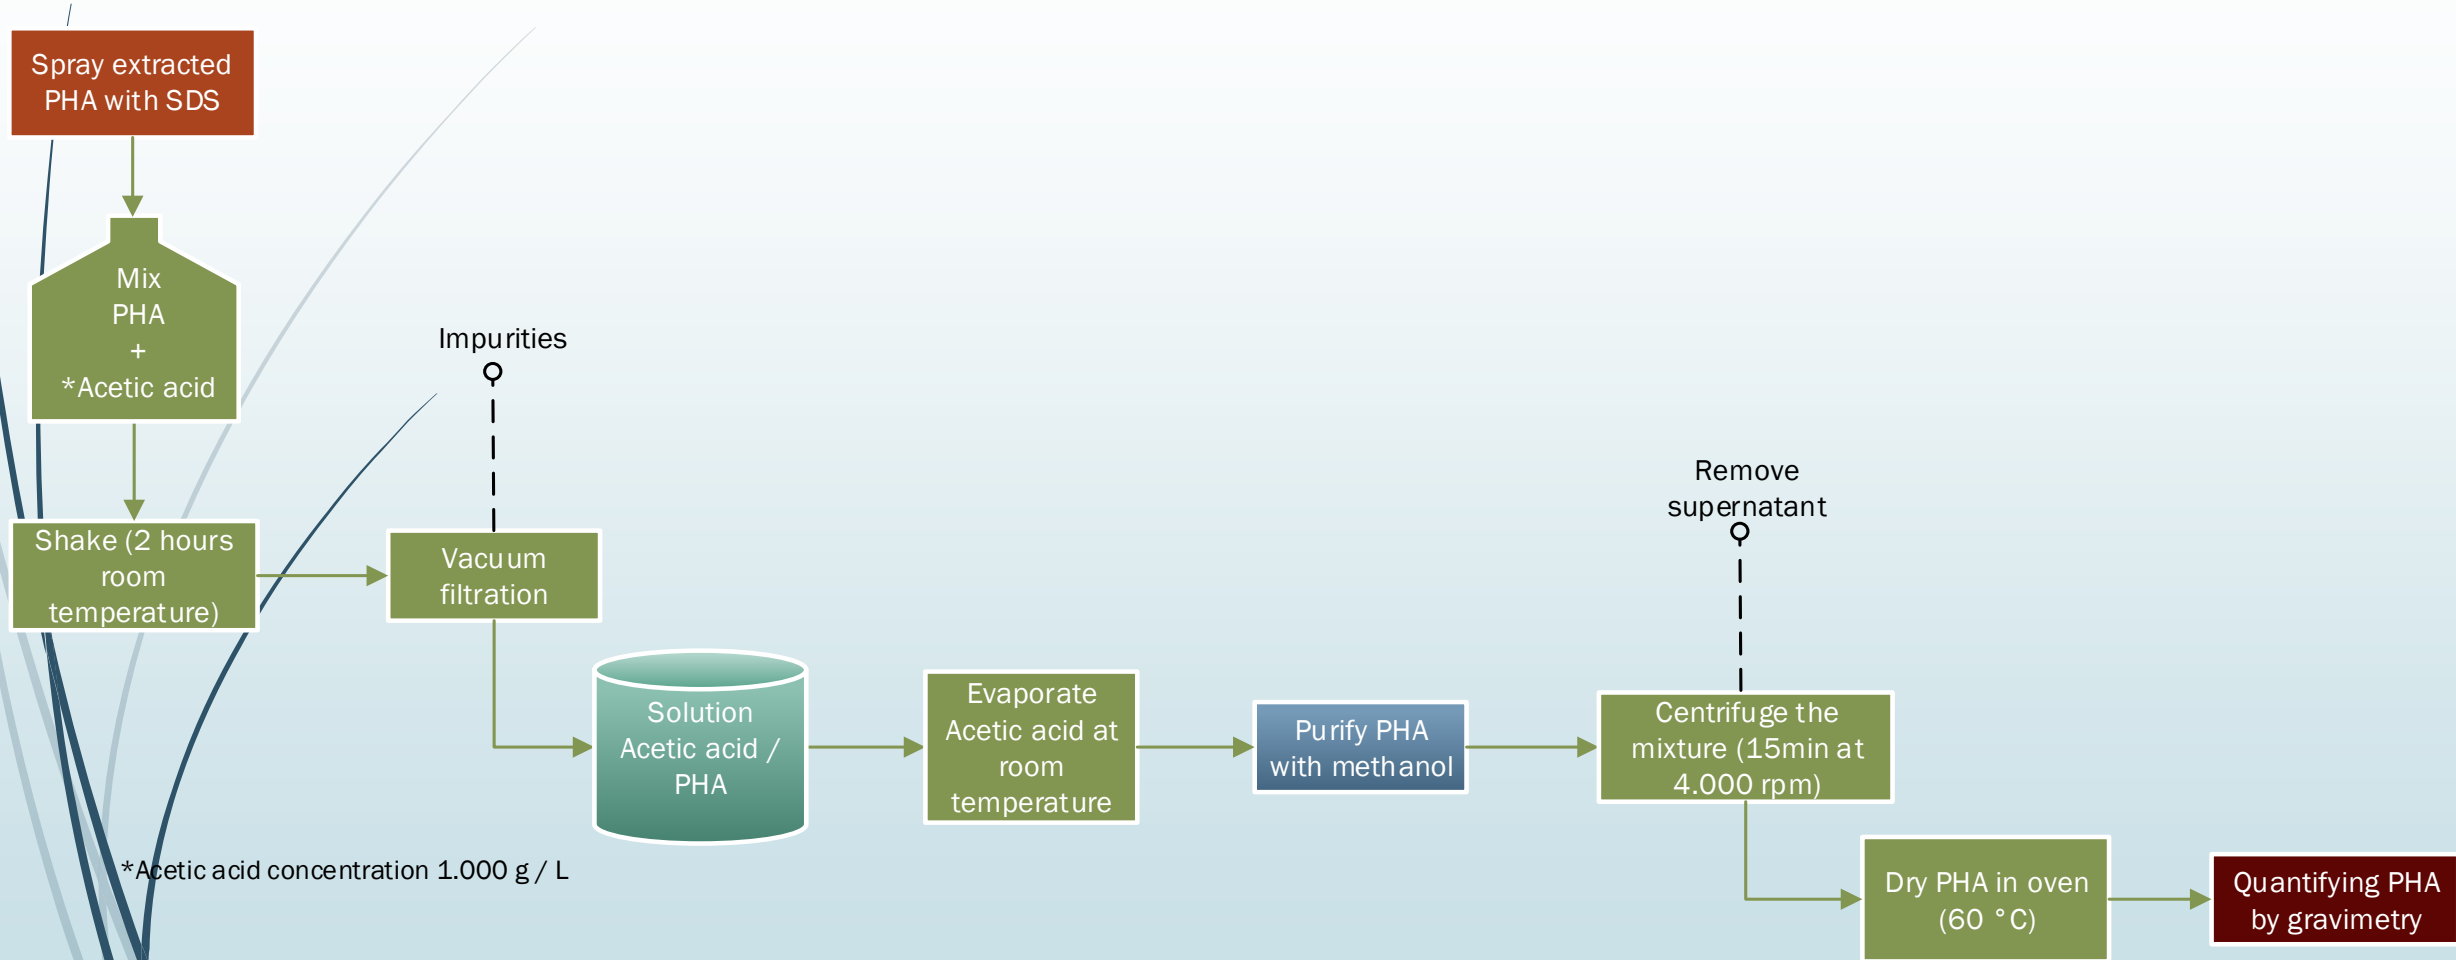 Spray extracted
PHA with SDS
Mix
PHA
+
*Acetic acid
Shake (2 hours
room
temperature)
Impurities
Vacuum
filtration
Solution
Acetic acid /
PHA
Evaporate
Acetic acid at
room
temperature
Purify PHA
with methanol
Remove
supernatant
Centrifuge the
mixture (15min at
4.000 rpm)
Dry PHA in oven
(60 °C)
Quantifying PHA
by gravimetry
*Acetic acid concentration 1.000 g / L